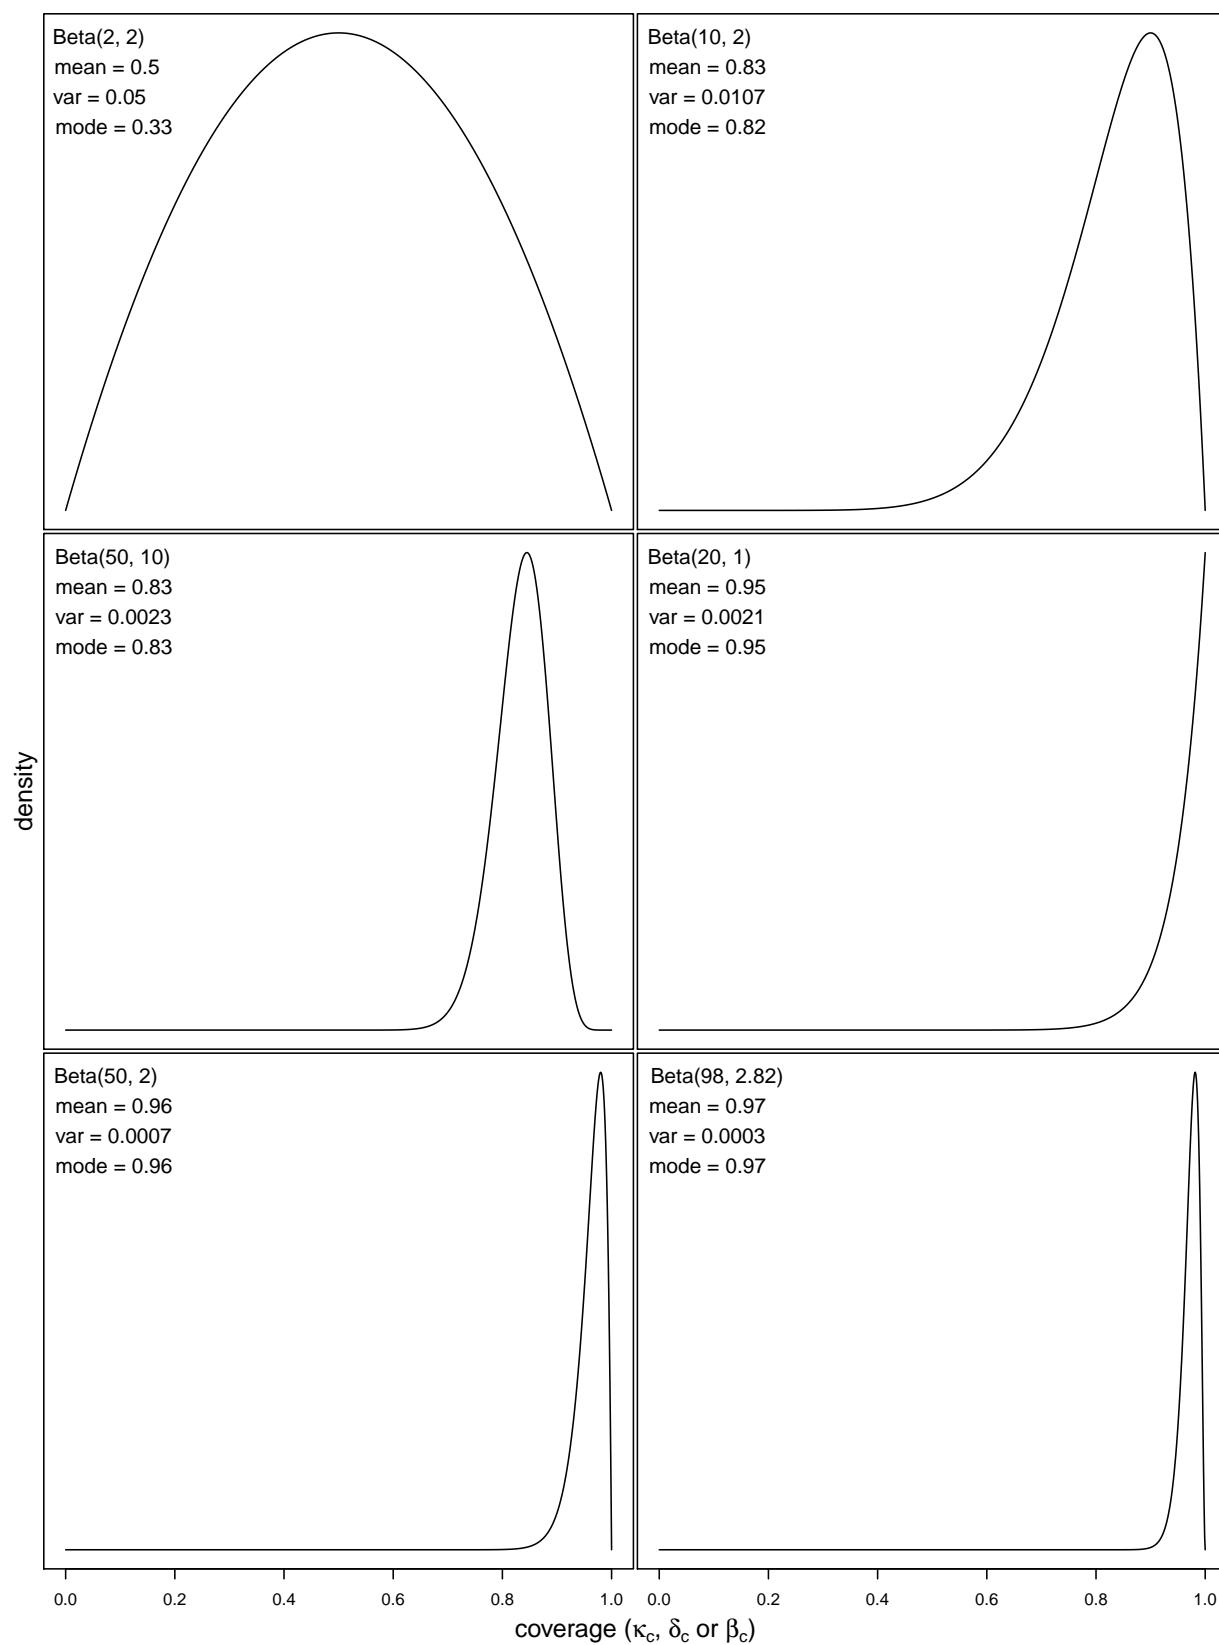 Beta(2, 2)
mean = 0.5
var = 0.05
mode = 0.33
Beta(10, 2)
mean = 0.83
var = 0.0107
mode = 0.82
Beta(50, 10)
mean = 0.83
var = 0.0023
mode = 0.83
Beta(20, 1)
mean = 0.95
var = 0.0021
mode = 0.95
density
Beta(50, 2)
mean = 0.96
var = 0.0007
mode = 0.96
Beta(98, 2.82)
mean = 0.97
var = 0.0003
mode = 0.97
0.0 0.2 0.4 0.6 0.8 1.0
0.0 0.2 0.4 0.6 0.8 1.0
coverage (κc, δc or βc)